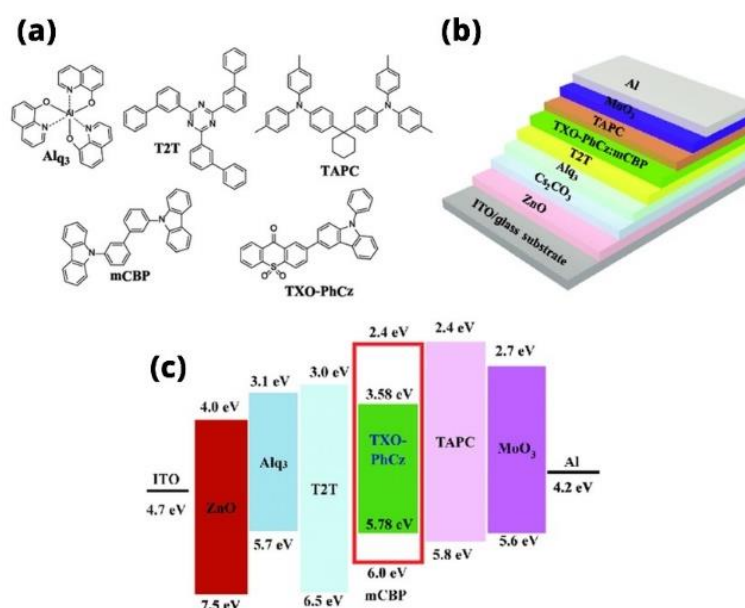 (a)
N
O
Al
O
N
N
O
Alq₃
N N
N
T2T
N
N
TAPC
N
N
mCBP
O
N
S
O O
TXO-PhCz
(b)
Al
MoO₃
TAPC
TXO-PhCz:mCBP
T2T
Alq₃
Cs₂CO₃
ZnO
ITO/glass substrate
(c)
2.4 eV
2.4 eV
2.7 eV
3.1 eV
3.0 eV
3.58 eV
4.0 eV
ITO
4.7 eV
ZnO
Alq₃
T2T
TXO-
PhCz
TAPC
MoO₃
Al
4.2 eV
5.7 eV
5.78 eV
5.8 eV
5.6 eV
7.5 eV
6.5 eV
6.0 eV
mCBP